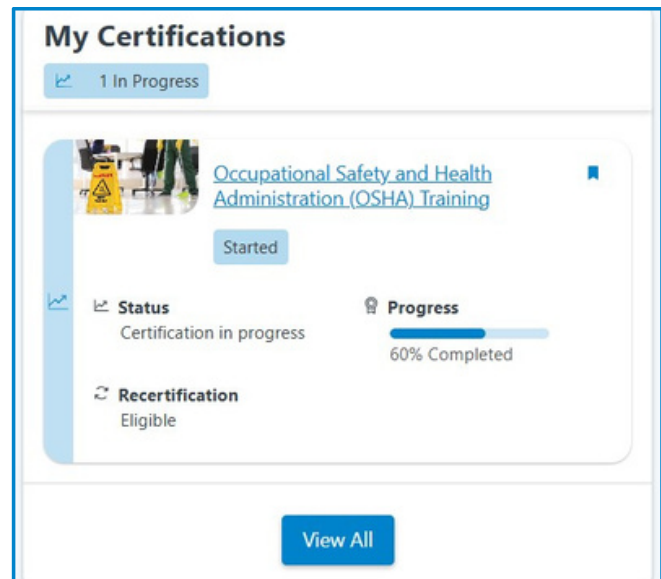 My Certifications
1 In Progress
Occupational Safety and Health
Administration (OSHA) Training
Started
Status
Certification in progress
Progress
60% Completed
Recertification
Eligible
View All